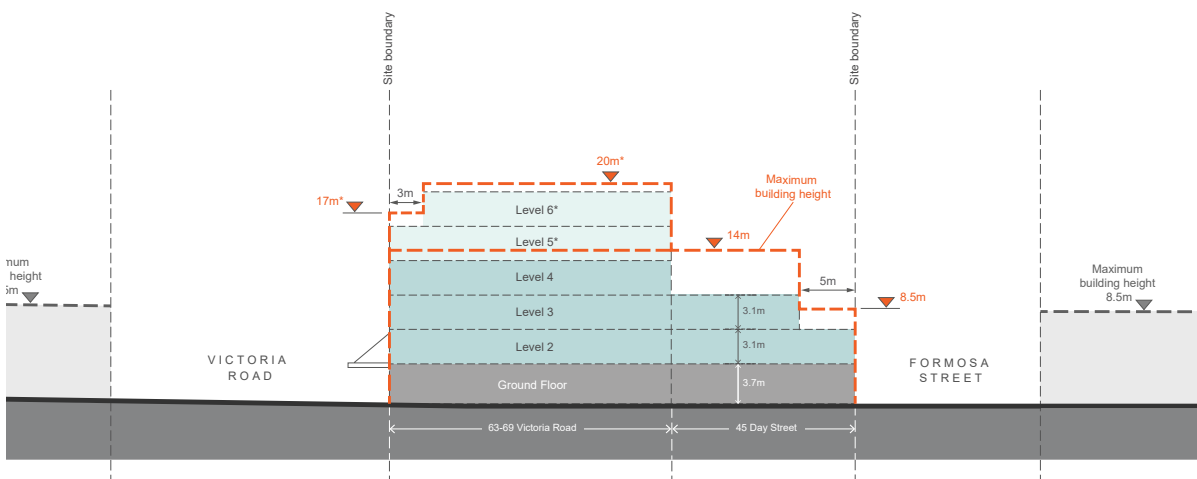 Site boundary
Site boundary
20m*
3m
17m*
Level 6*
Maximum
building height
Level 5*
14m
height
Level 4
5m
Maximum
building height
8.5m
8.5m
Level 3
3.1m
Level 2
3.1m
VICTORIA
ROAD
FORMOSA
STREET
Ground Floor
3.7m
63-69 Victoria Road
45 Day Street